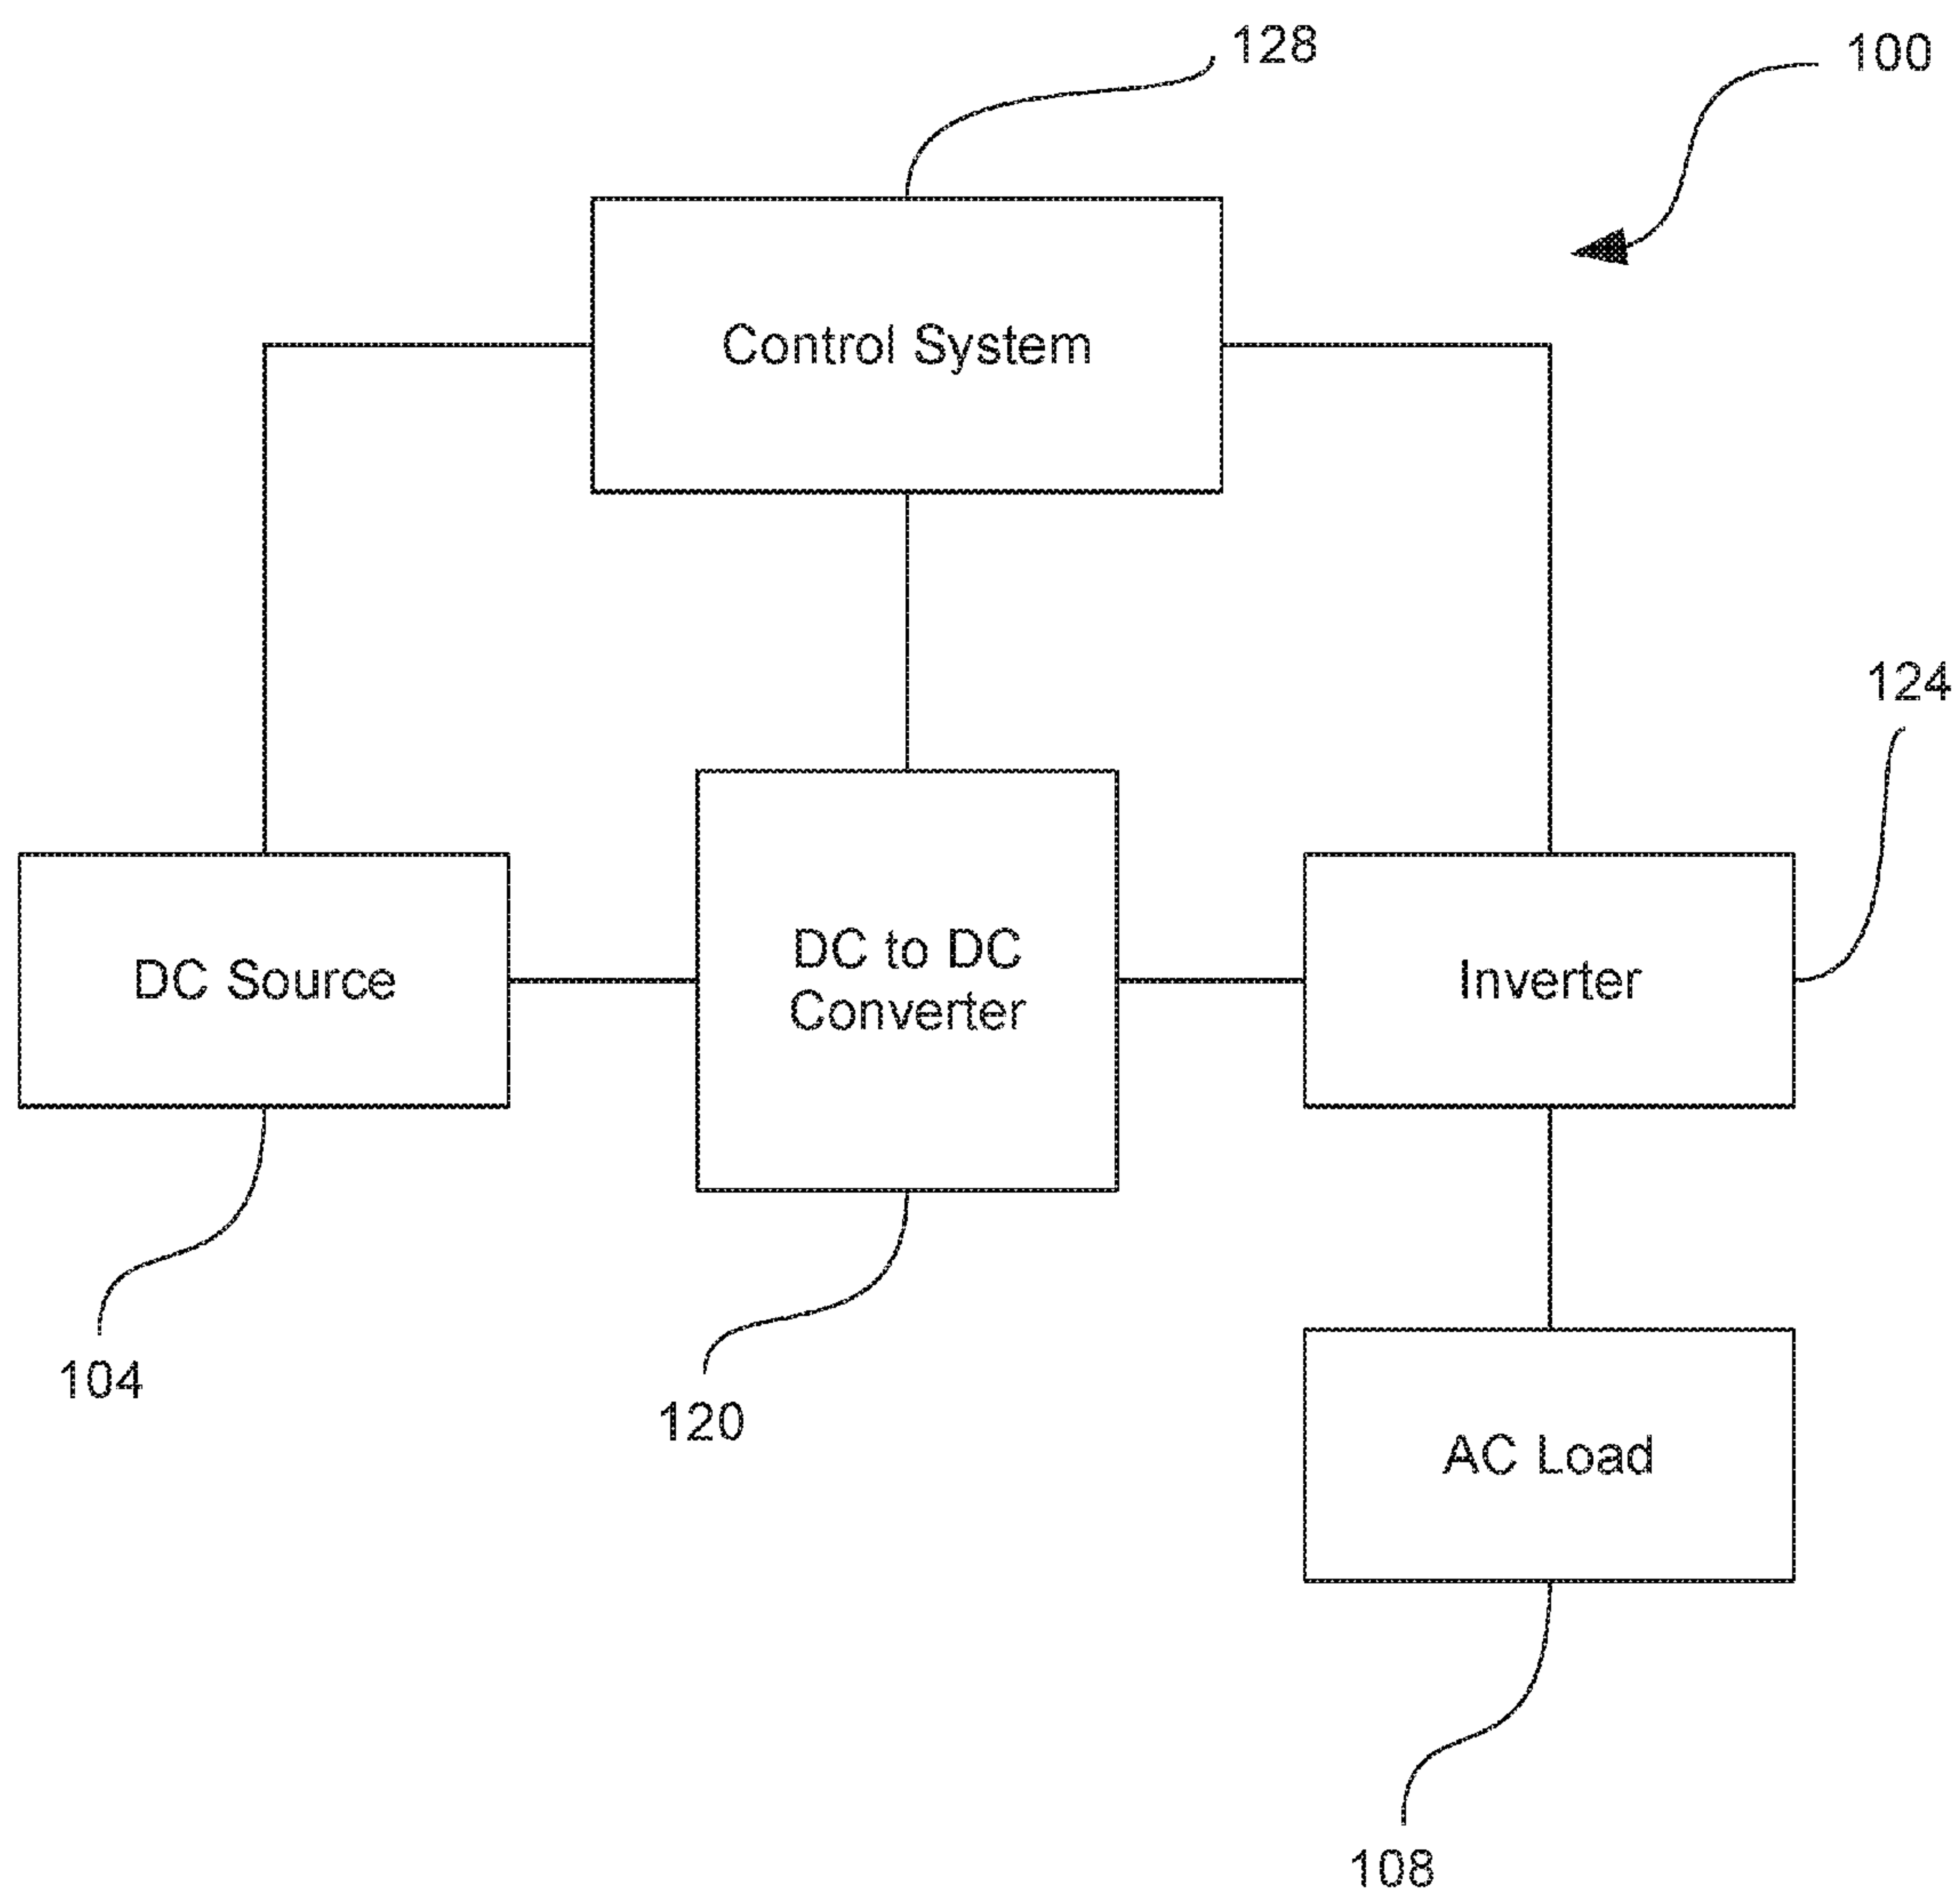 128
100
Control System
124
DC Source
DC to DC
Converter
Inverter
104
120
AC Load
108